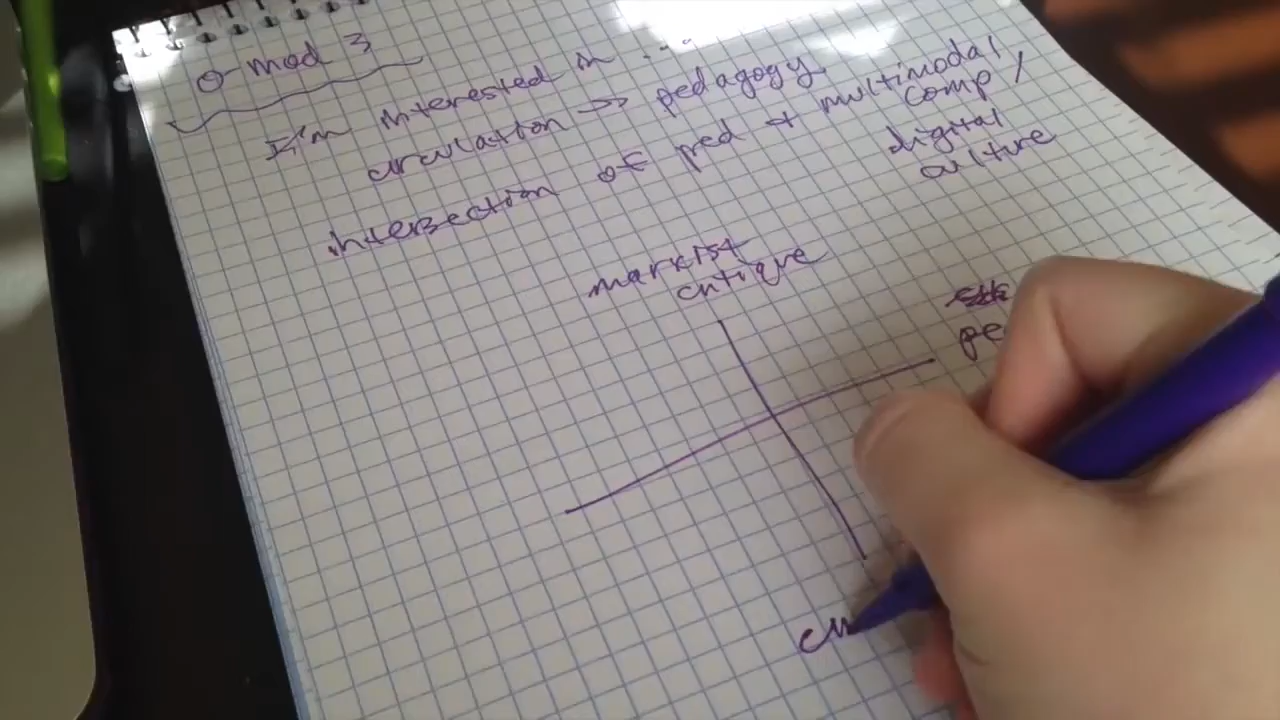 mod 3
I'm interested in ...
circulation => pedagogy,
intersection of ped + multimodal
comp /
digital
culture
marxist
critique
pe